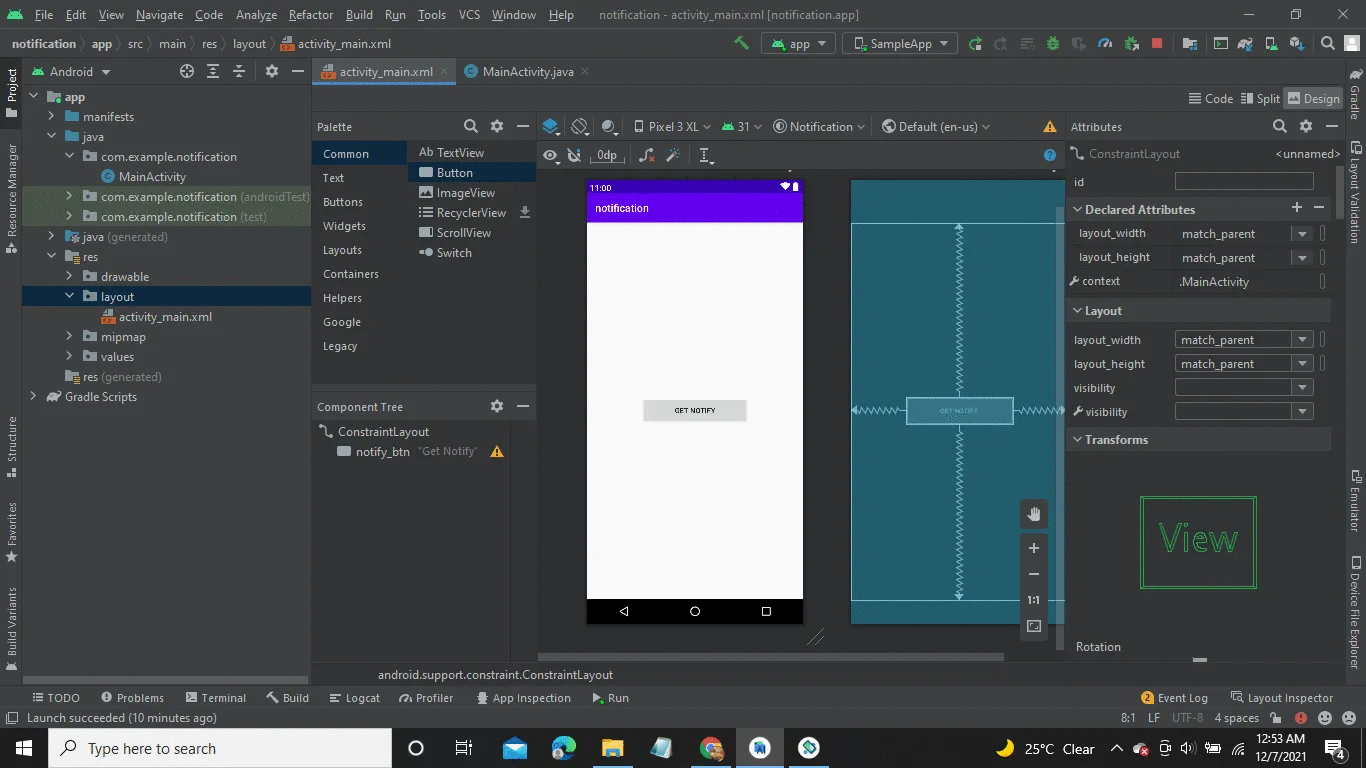 File Edit View Navigate Code Analyze Refactor Build Run Tools VCS Window Help notification - activity_main.xml [notification.app]
notification app src main res layout activity_main.xml
app SampleApp
Project
Resource Manager
Structure
Favorites
Build Variants
Android
app
manifests
java
com.example.notification
MainActivity
com.example.notification (androidTest)
com.example.notification (test)
java (generated)
res
drawable
layout
activity_main.xml
mipmap
values
res (generated)
Gradle Scripts
activity_main.xml MainActivity.java
Code Split Design
Palette
Common
Text
Buttons
Widgets
Layouts
Containers
Helpers
Google
Legacy
Ab TextView
Button
ImageView
RecyclerView
ScrollView
Switch
Component Tree
ConstraintLayout
notify_btn "Get Notify"
Pixel 3 XL 31 Notification Default (en-us)
0dp
11:00
notification
GET NOTIFY
GET NOTIFY
1:1
android.support.constraint.ConstraintLayout
Attributes
ConstraintLayout <unnamed>
id
Declared Attributes
layout_width match_parent
layout_height match_parent
context .MainActivity
Layout
layout_width match_parent
layout_height match_parent
visibility
visibility
Transforms
View
Rotation
Gradle
Layout Validation
Emulator
Device File Explorer
TODO Problems Terminal Build Logcat Profiler App Inspection Run 2 Event Log Layout Inspector
Launch succeeded (10 minutes ago) 8:1 LF UTF-8 4 spaces
Type here to search
25°C Clear
12:53 AM
12/7/2021
4